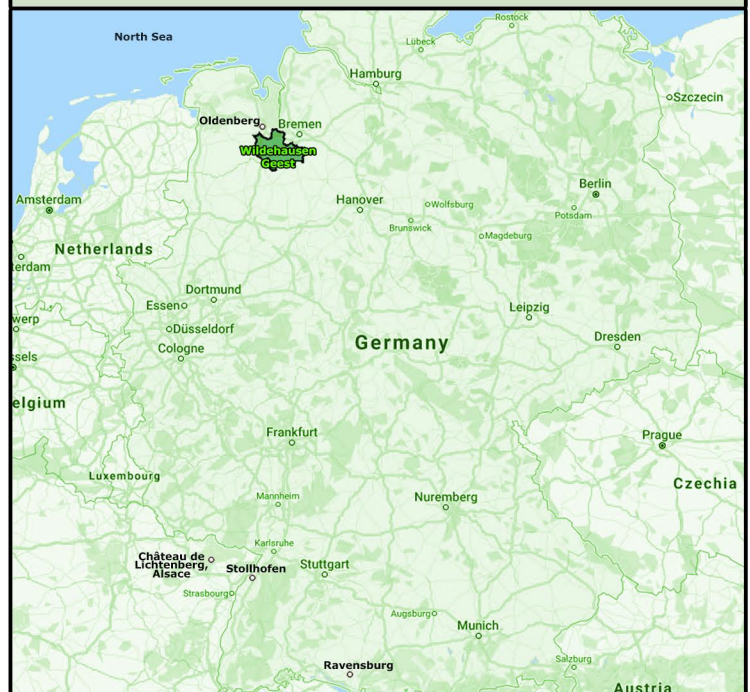 Rostock
North Sea
Lübeck
Hamburg
Szczecin
Oldenberg
Bremen
Wildehausen
Geest
Berlin
Amsterdam
Hanover
Wolfsburg
Potsdam
Brunswick
Magdeburg
Netherlands
terdam
Dortmund
Essen
Leipzig
werp
Düsseldorf
Dresden
Germany
Cologne
ssels
elgium
Frankfurt
Prague
Luxembourg
Czechia
Mannheim
Nuremberg
Karlsruhe
Château de
Lichtenberg,
Alsace
Stollhofen
Stuttgart
Strasbourg
Augsburg
Munich
Ravensburg
Salzburg
Austria